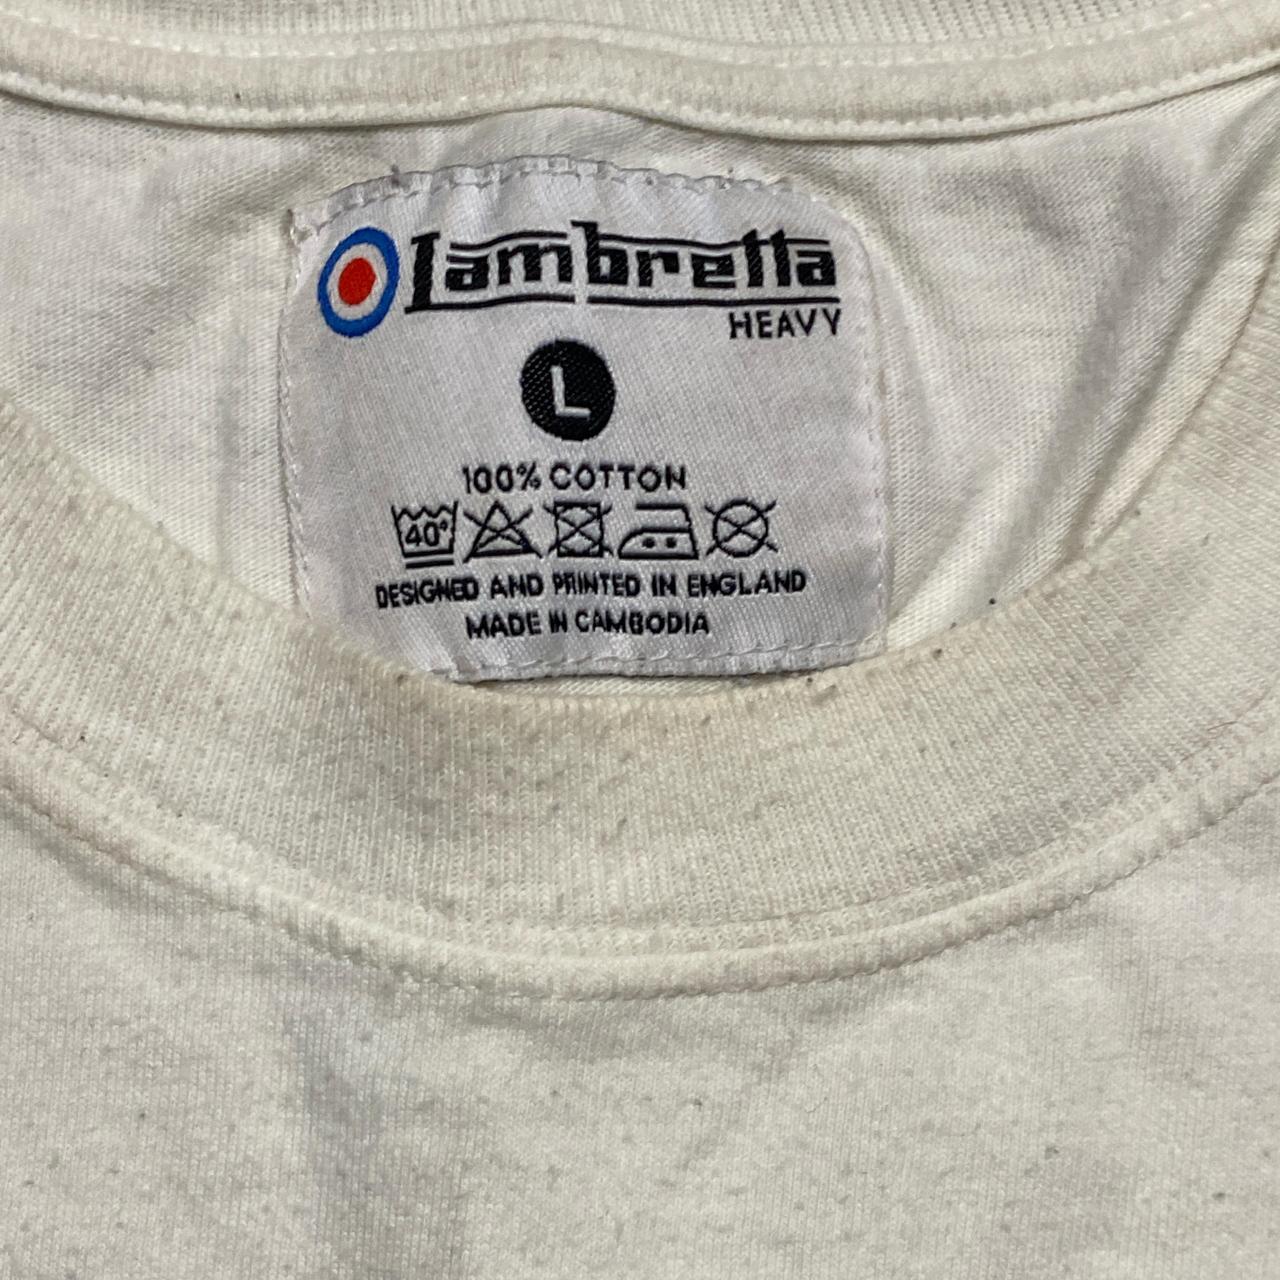 Lambretta
HEAVY
L
100% COTTON
40°
DESIGNED AND PRINTED IN ENGLAND
MADE IN CAMBODIA